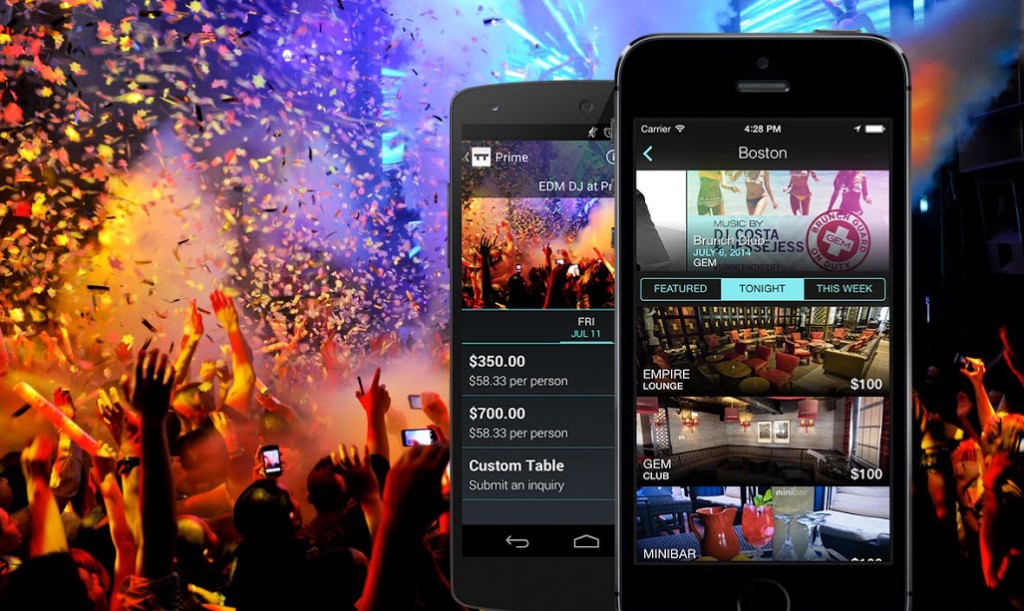 Prime
EDM DJ at Pr
FRI
JUL 11
$350.00
$58.33 per person
$700.00
$58.33 per person
Custom Table
Submit an inquiry
Carrier
4:28 PM
Boston
MUSIC BY
DJ COSTA
Brunch Club
JULY 6, 2014
GEM
BRUNCH GUARD
GEM
ON DUTY
FEATURED
TONIGHT
THIS WEEK
EMPIRE
LOUNGE
$100
GEM
CLUB
$100
minibar
MINIBAR